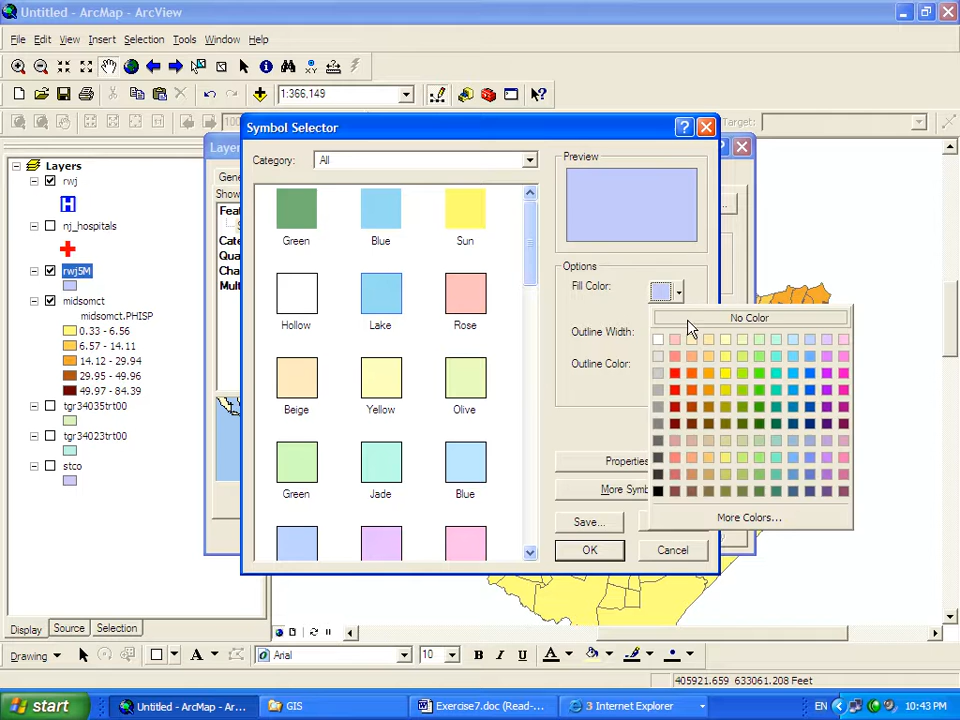 Untitled - ArcMap - ArcView
File Edit View Insert Selection Tools Window Help
1:366,149
Target:
Layers
rwj
nj_hospitals
rwj5M
midsomct
midsomct.PHISP
0.33 - 6.56
6.57 - 14.11
14.12 - 29.94
29.95 - 49.96
49.97 - 84.39
tgr34035trt00
tgr34023trt00
stco
Display Source Selection
Symbol Selector
Category: All
Green Blue Sun
Hollow Lake Rose
Beige Yellow Olive
Green Jade Blue
Preview
Options
Fill Color:
Outline Width:
Outline Color:
No Color
More Colors...
Save...
OK Cancel
Drawing Arial 10 B I U A
405921.659 633061.208 Feet
start Untitled - ArcMap - Ar... GIS Exercise7.doc (Read-... 3 Internet Explorer EN 10:43 PM